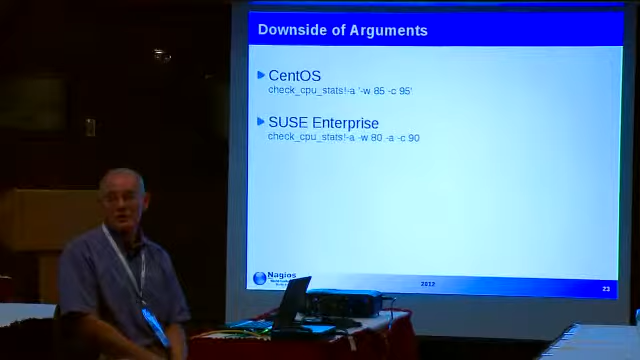 Downside of Arguments
CentOS
check_cpu_stats!-a '-w 85 -c 95'
SUSE Enterprise
check_cpu_stats!-a -w 80 -a -c 90
Nagios
2012
23